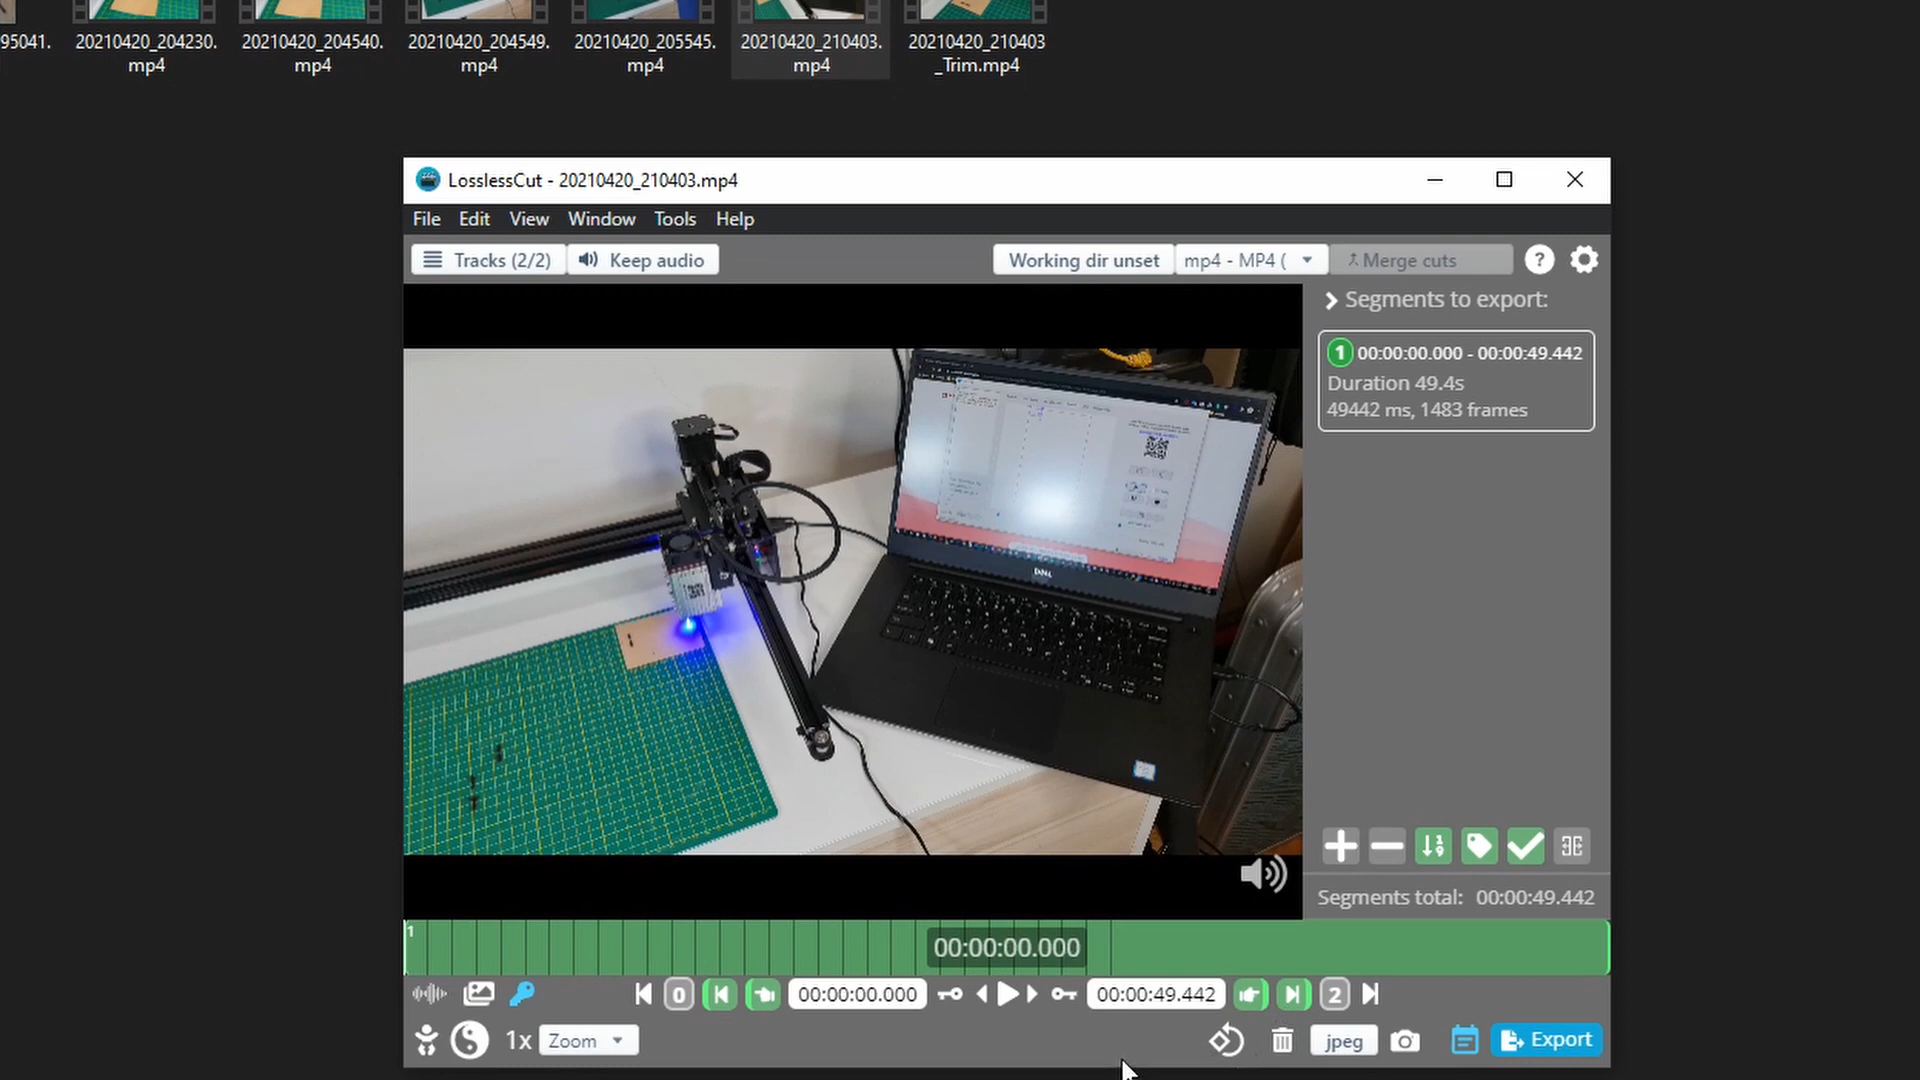 95041.
20210420_204230.
mp4
20210420_204540.
mp4
20210420_204549.
mp4
20210420_205545.
mp4
20210420_210403.
mp4
20210420_210403
_Trim.mp4
LosslessCut - 20210420_210403.mp4
File Edit View Window Tools Help
Tracks (2/2) Keep audio Working dir unset mp4 - MP4 ( Merge cuts ?
Segments to export:
1 00:00:00.000 - 00:00:49.442
Duration 49.4s
49442 ms, 1483 frames
DELL
Segments total: 00:00:49.442
1
00:00:00.000
0 00:00:00.000 00:00:49.442 2
1x Zoom jpeg Export